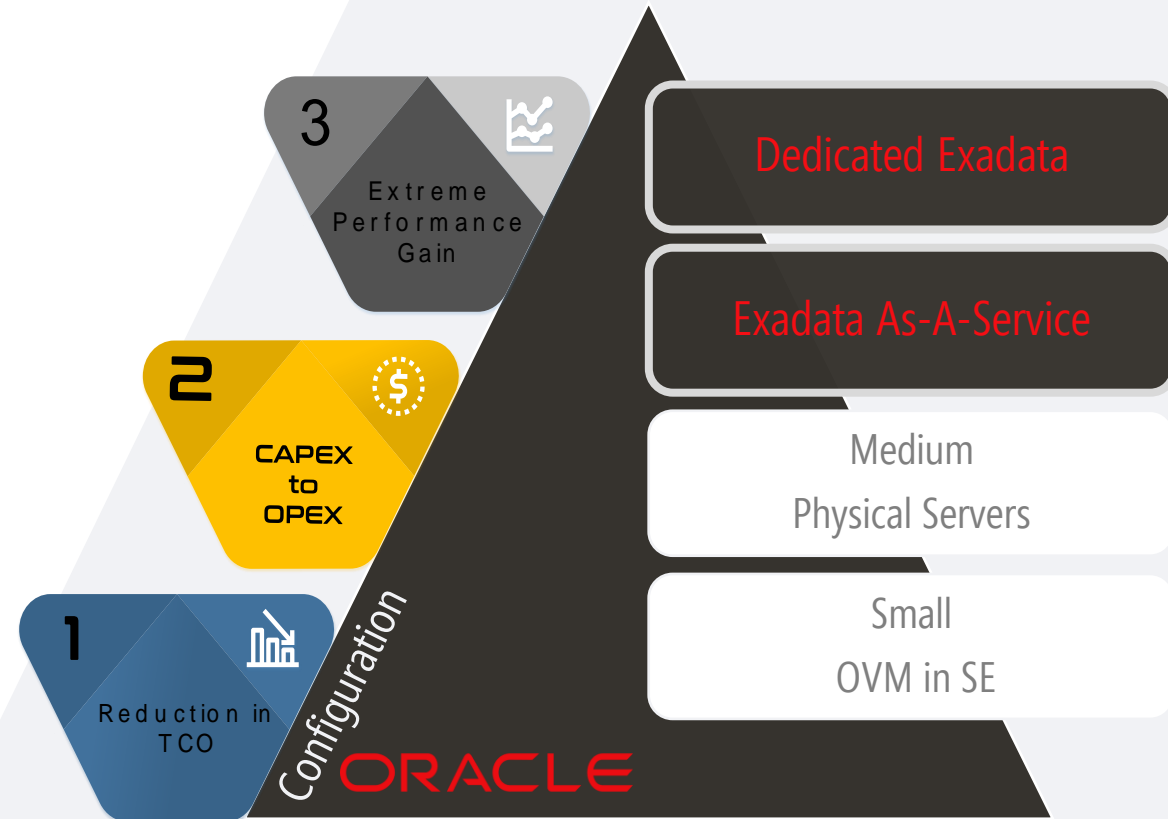 3
Extreme
Performance
Gain
2
CAPEX
to
OPEX
1
Reduction in
TCO
Configuration
ORACLE
Dedicated Exadata
Exadata As-A-Service
Medium
Physical Servers
Small
OVM in SE